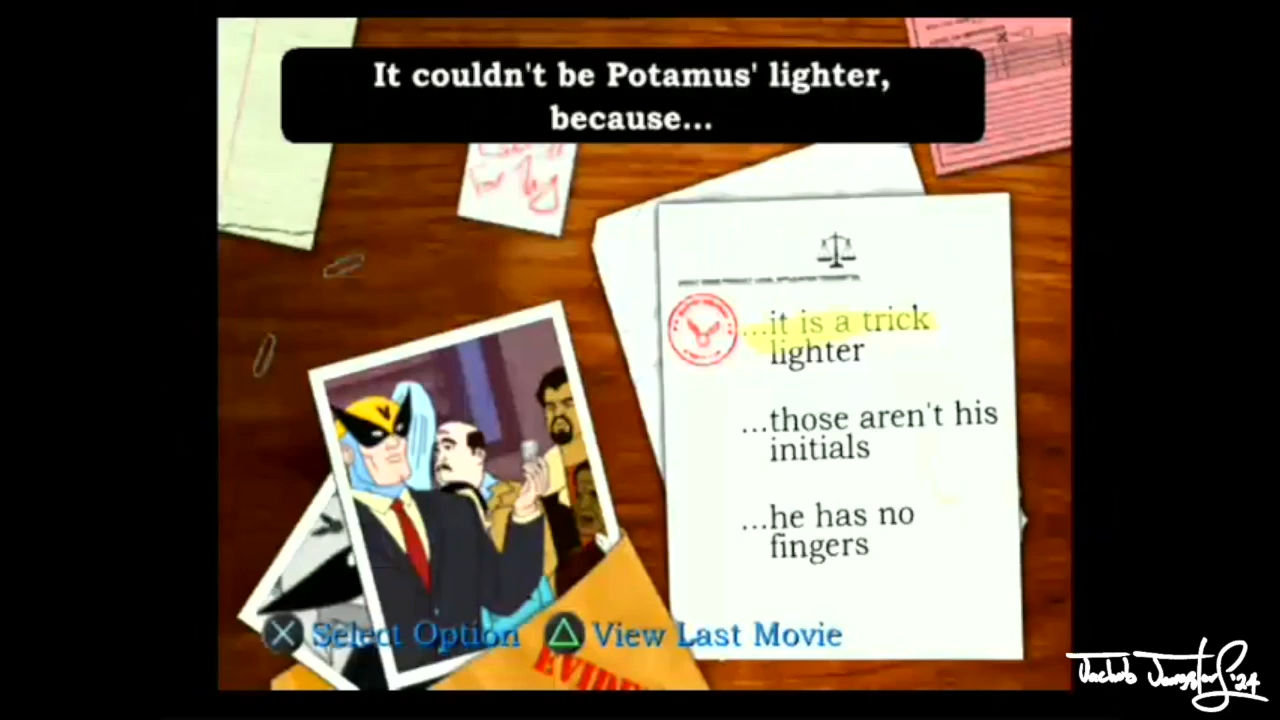 It couldn't be Potamus' lighter,
because...
...it is a trick
lighter
...those aren't his
initials
...he has no
fingers
Select Option
View Last Movie
EVIDE